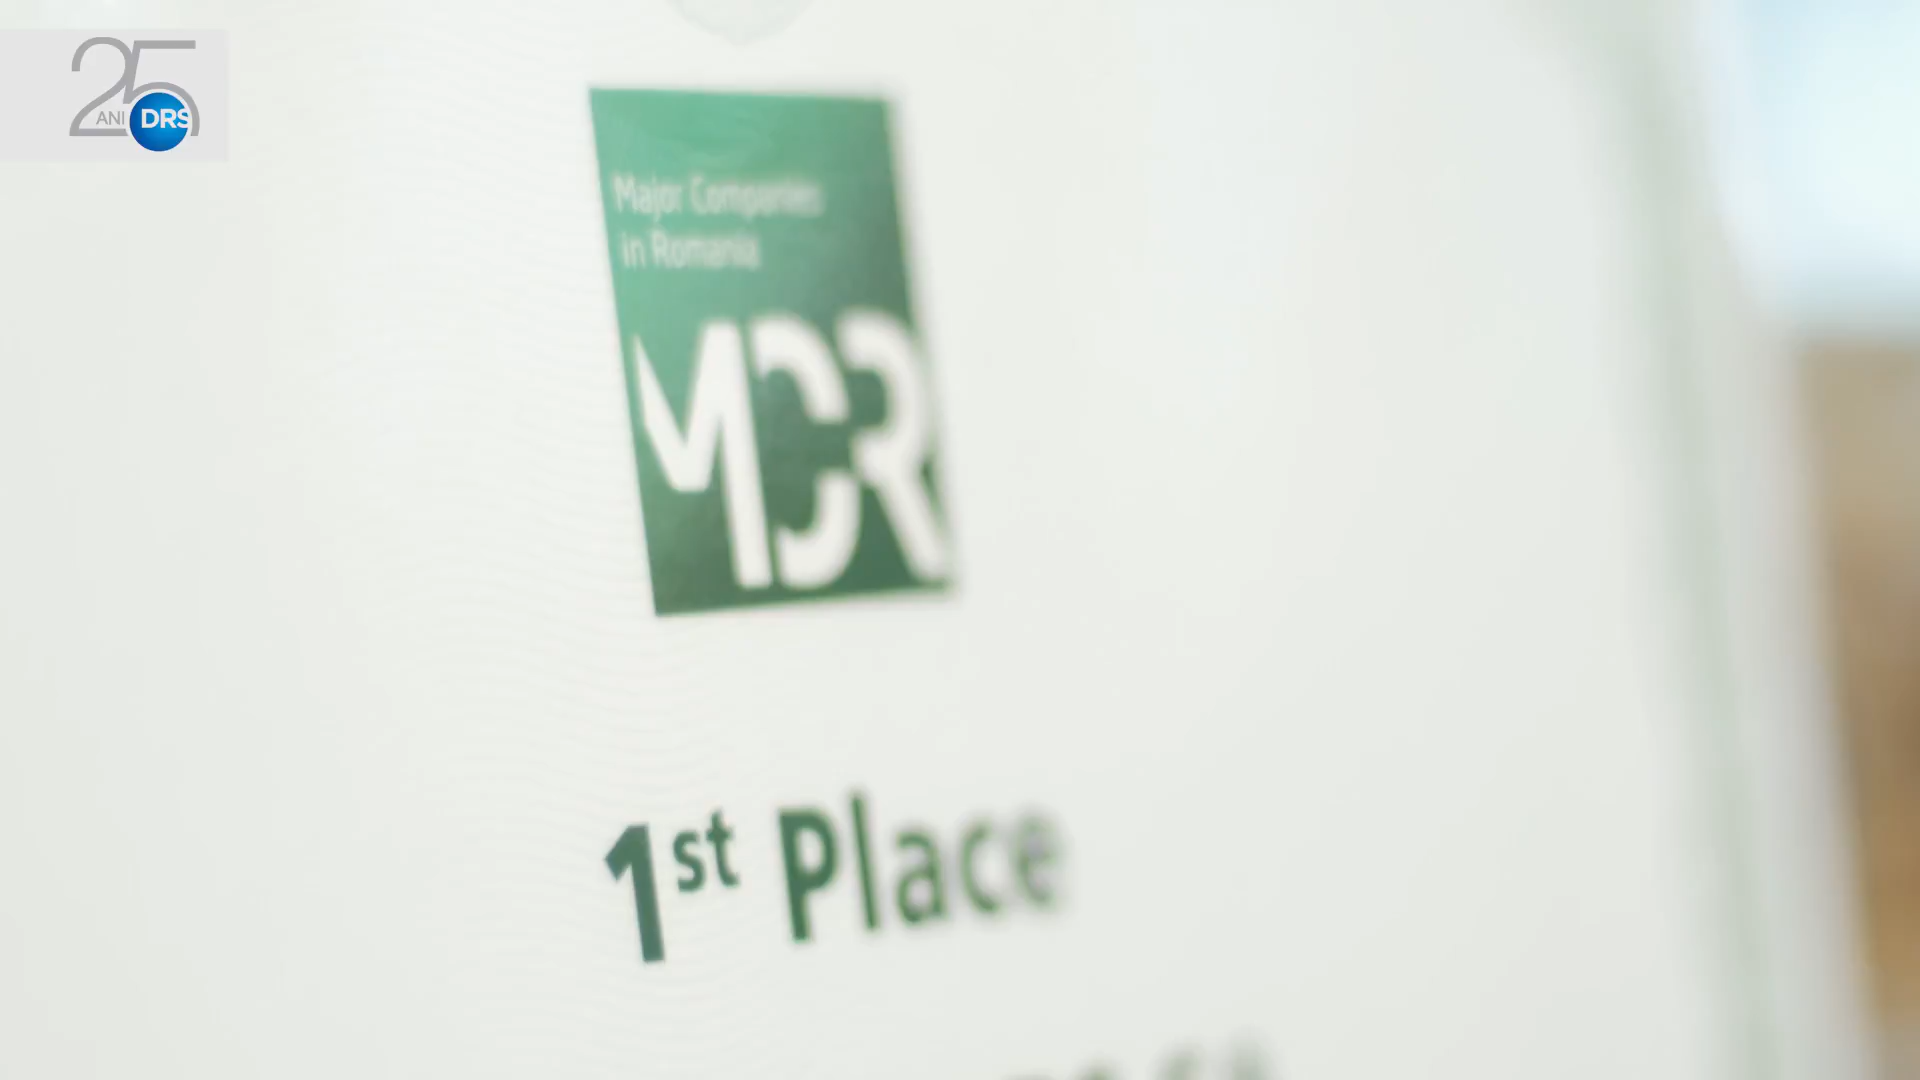 25
ANI DRS
Major Companies
in Romania
MCR
1st Place